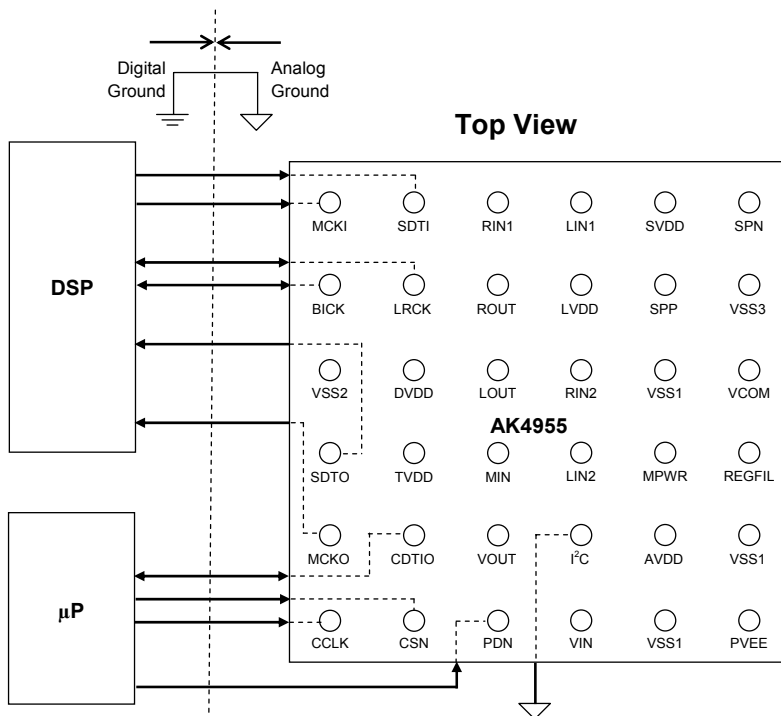 Digital Ground
Analog Ground
Top View
DSP
MCKI SDTI RIN1 LIN1 SVDD SPN
BICK LRCK ROUT LVDD SPP VSS3
VSS2 DVDD LOUT RIN2 VSS1 VCOM
AK4955
SDTO TVDD MIN LIN2 MPWR REGFIL
MCKO CDTIO VOUT I²C AVDD VSS1
μP
CCLK CSN PDN VIN VSS1 PVEE